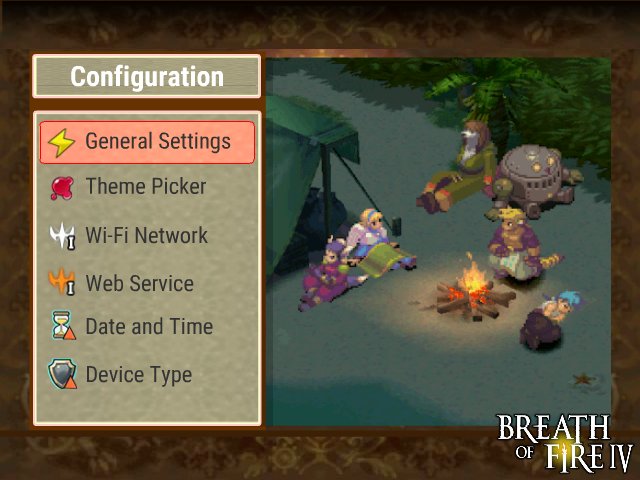 Configuration
General Settings
Theme Picker
Wi-Fi Network
Web Service
Date and Time
Device Type
BREATH
OF FIRE IV